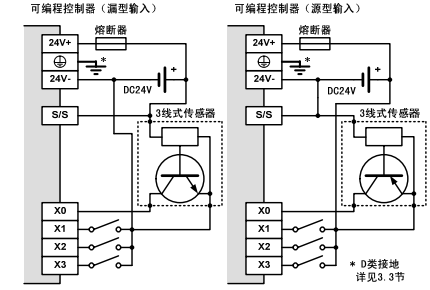 可编程控制器（漏型输入）
24V+
熔断器
*
24V-
+
DC24V
S/S
3线式传感器
X0
X1
X2
X3
可编程控制器（源型输入）
24V+
熔断器
*
24V-
+
DC24V
S/S
3线式传感器
X0
X1
X2
X3
* D类接地
详见3.3节